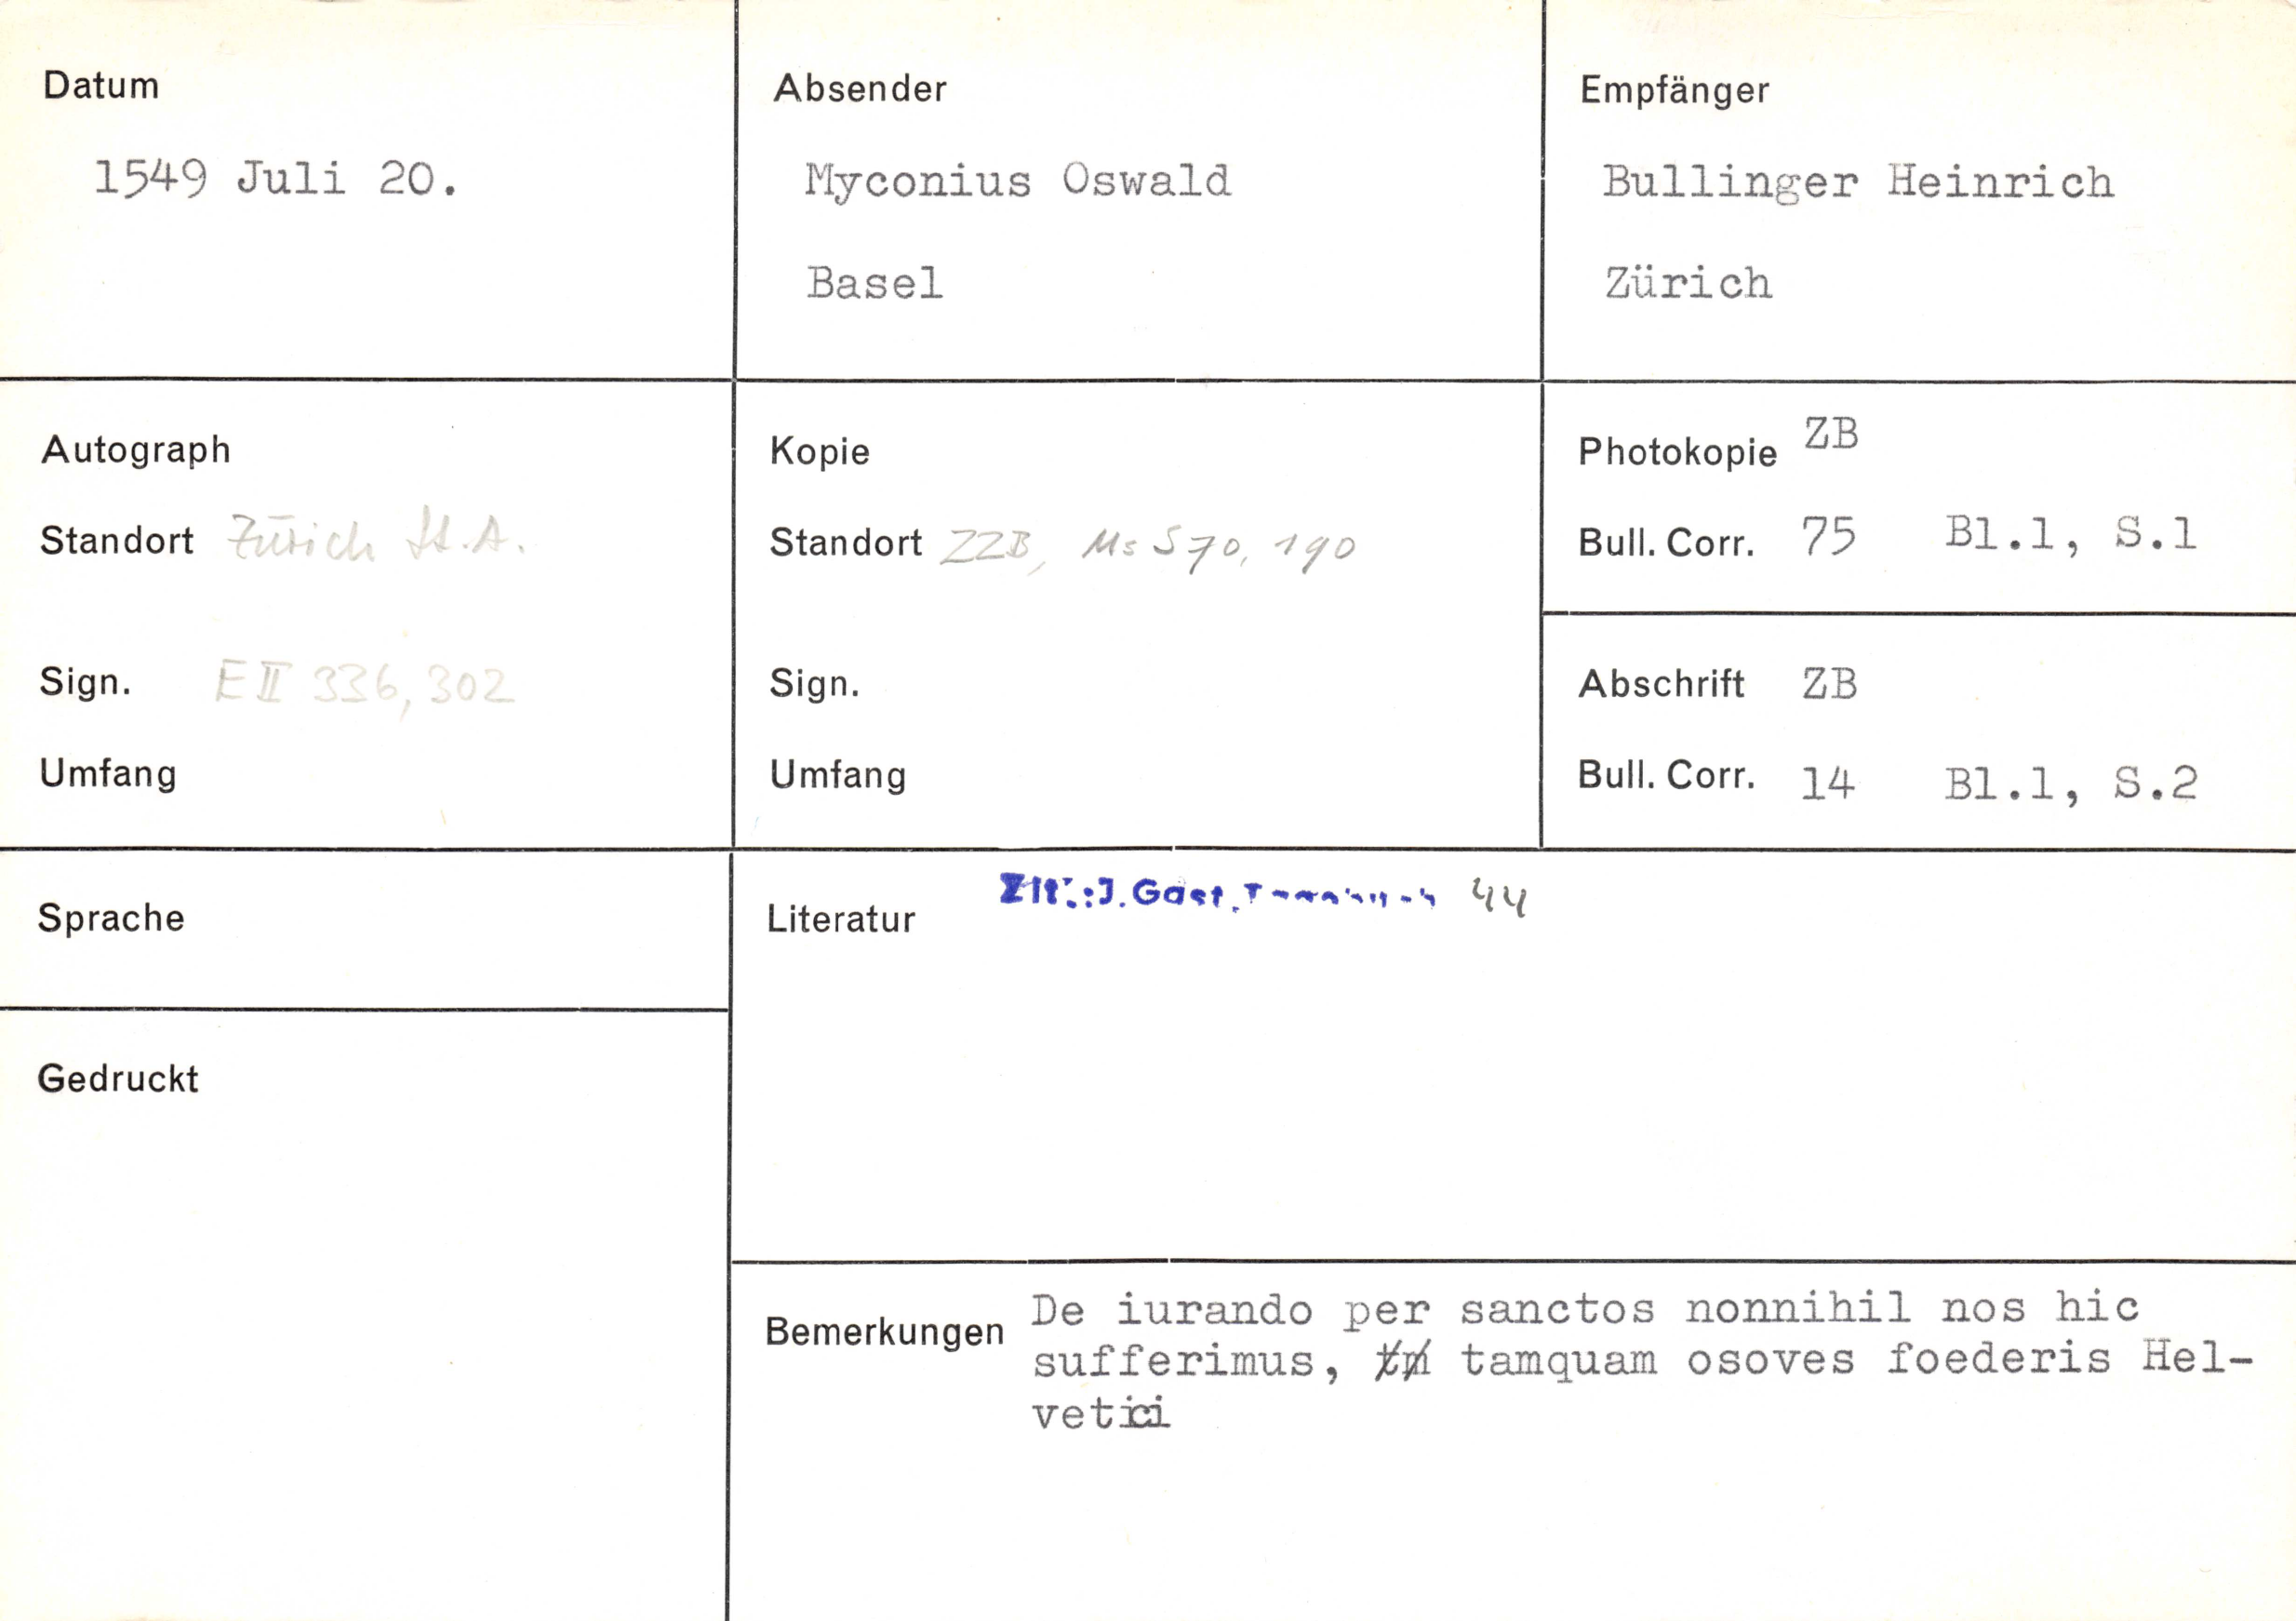 Datum
1549 Juli 20.
Absender
Myconius Oswald
Basel
Empfänger
Bullinger Heinrich
Zürich
Autograph
Standort Zürich St.A.
Sign. E II 336, 302
Umfang
Kopie
Standort ZZB, Ms S 70, 190
Sign.
Umfang
Photokopie ZB
Bull. Corr. 75 Bl.1, S.1
Abschrift ZB
Bull. Corr. 14 Bl.1, S.2
Sprache
Gedruckt
Literatur Zit.: J. Gast, 44
Bemerkungen De iurando per sanctos nonnihil nos hic
sufferimus, tamquam osoves foederis Hel-
vetici